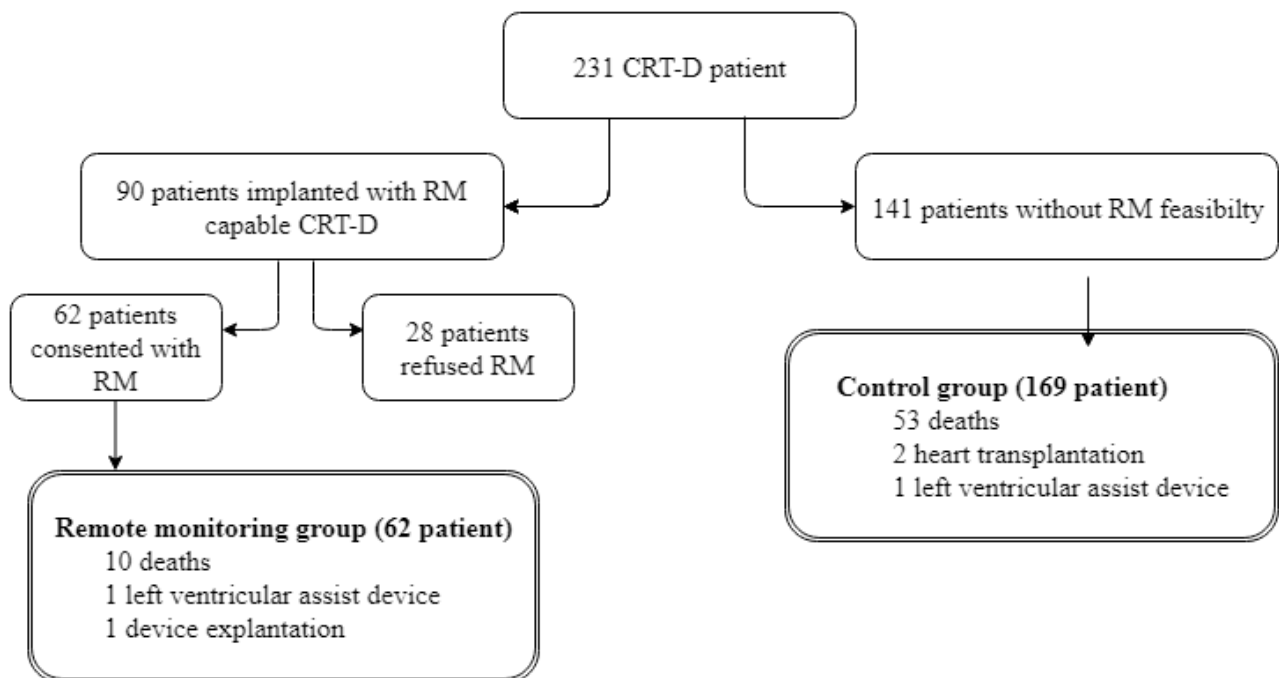 231 CRT-D patient
90 patients implanted with RM
capable CRT-D
141 patients without RM feasibilty
62 patients
consented with
RM
28 patients
refused RM
Control group (169 patient)
53 deaths
2 heart transplantation
1 left ventricular assist device
Remote monitoring group (62 patient)
10 deaths
1 left ventricular assist device
1 device explantation